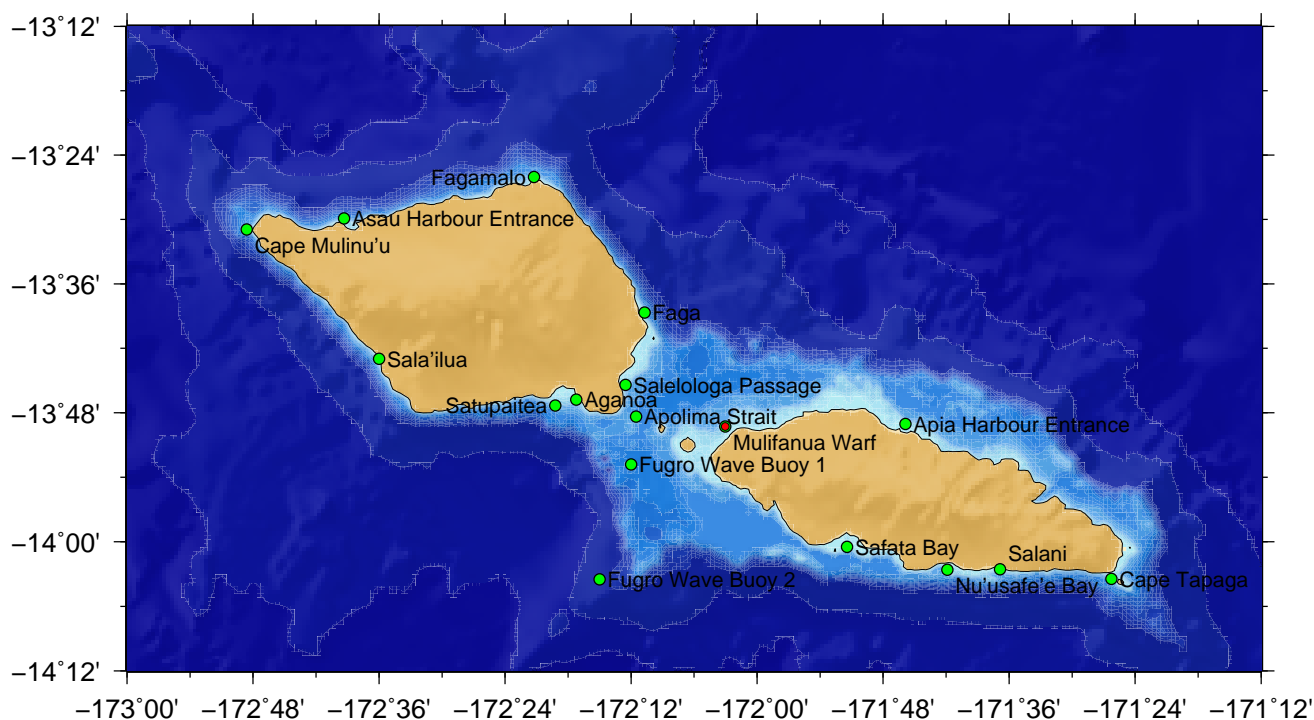 −13˚12'
−13˚24'
−13˚36'
−13˚48'
−14˚00'
−14˚12'
Fagamalo
Asau Harbour Entrance
Cape Mulinu’u
Faga
Sala’ilua
Salelologa Passage
Aganoa
Satupaitea
Apolima Strait
Apia Harbour Entrance
Mulifanua Warf
Fugro Wave Buoy 1
Safata Bay
Salani
Fugro Wave Buoy 2
Nu’usafe’e Bay
Cape Tapaga
−173˚00' −172˚48' −172˚36' −172˚24' −172˚12' −172˚00' −171˚48' −171˚36' −171˚24' −171˚12'